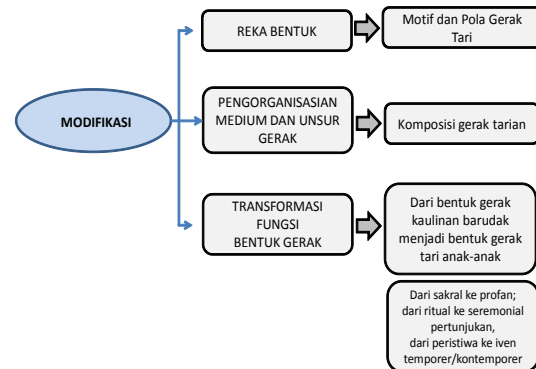 MODIFIKASI
REKA BENTUK
Motif dan Pola Gerak
Tari
PENGORGANISASIAN
MEDIUM DAN UNSUR
GERAK
Komposisi gerak tarian
TRANSFORMASI
FUNGSI
BENTUK GERAK
Dari bentuk gerak
kaulinan barudak
menjadi bentuk gerak
tari anak-anak
Dari sakral ke profan;
dari ritual ke seremonial
pertunjukan,
dari peristiwa ke iven
temporer/kontemporer